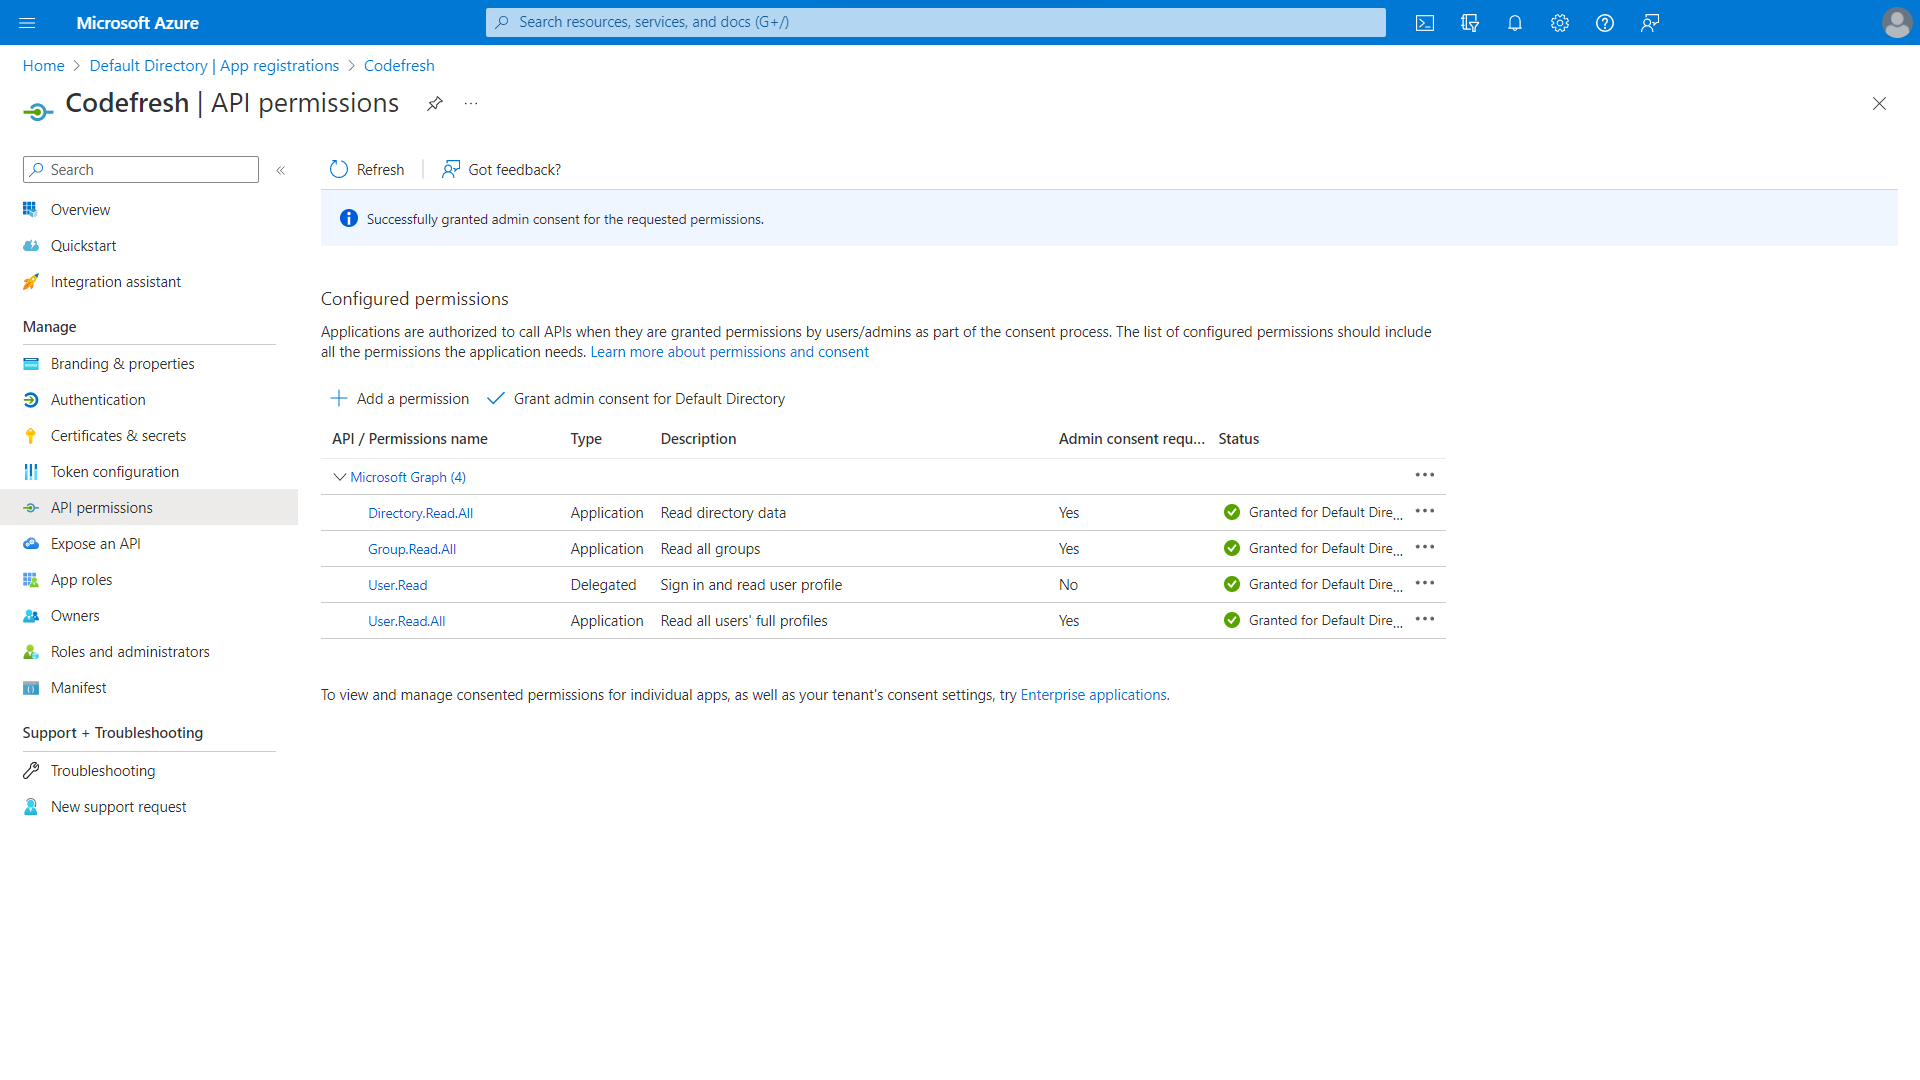 Microsoft Azure
Search resources, services, and docs (G+/)
Home > Default Directory | App registrations > Codefresh
Codefresh | API permissions
Search
Overview
Quickstart
Integration assistant
Manage
Branding & properties
Authentication
Certificates & secrets
Token configuration
API permissions
Expose an API
App roles
Owners
Roles and administrators
Manifest
Support + Troubleshooting
Troubleshooting
New support request
Refresh
Got feedback?
Successfully granted admin consent for the requested permissions.
Configured permissions
Applications are authorized to call APIs when they are granted permissions by users/admins as part of the consent process. The list of configured permissions should include
all the permissions the application needs. Learn more about permissions and consent
Add a permission
Grant admin consent for Default Directory
API / Permissions name Type Description Admin consent requ... Status
Microsoft Graph (4)
Directory.Read.All Application Read directory data Yes Granted for Default Dire...
Group.Read.All Application Read all groups Yes Granted for Default Dire...
User.Read Delegated Sign in and read user profile No Granted for Default Dire...
User.Read.All Application Read all users' full profiles Yes Granted for Default Dire...
To view and manage consented permissions for individual apps, as well as your tenant's consent settings, try Enterprise applications.